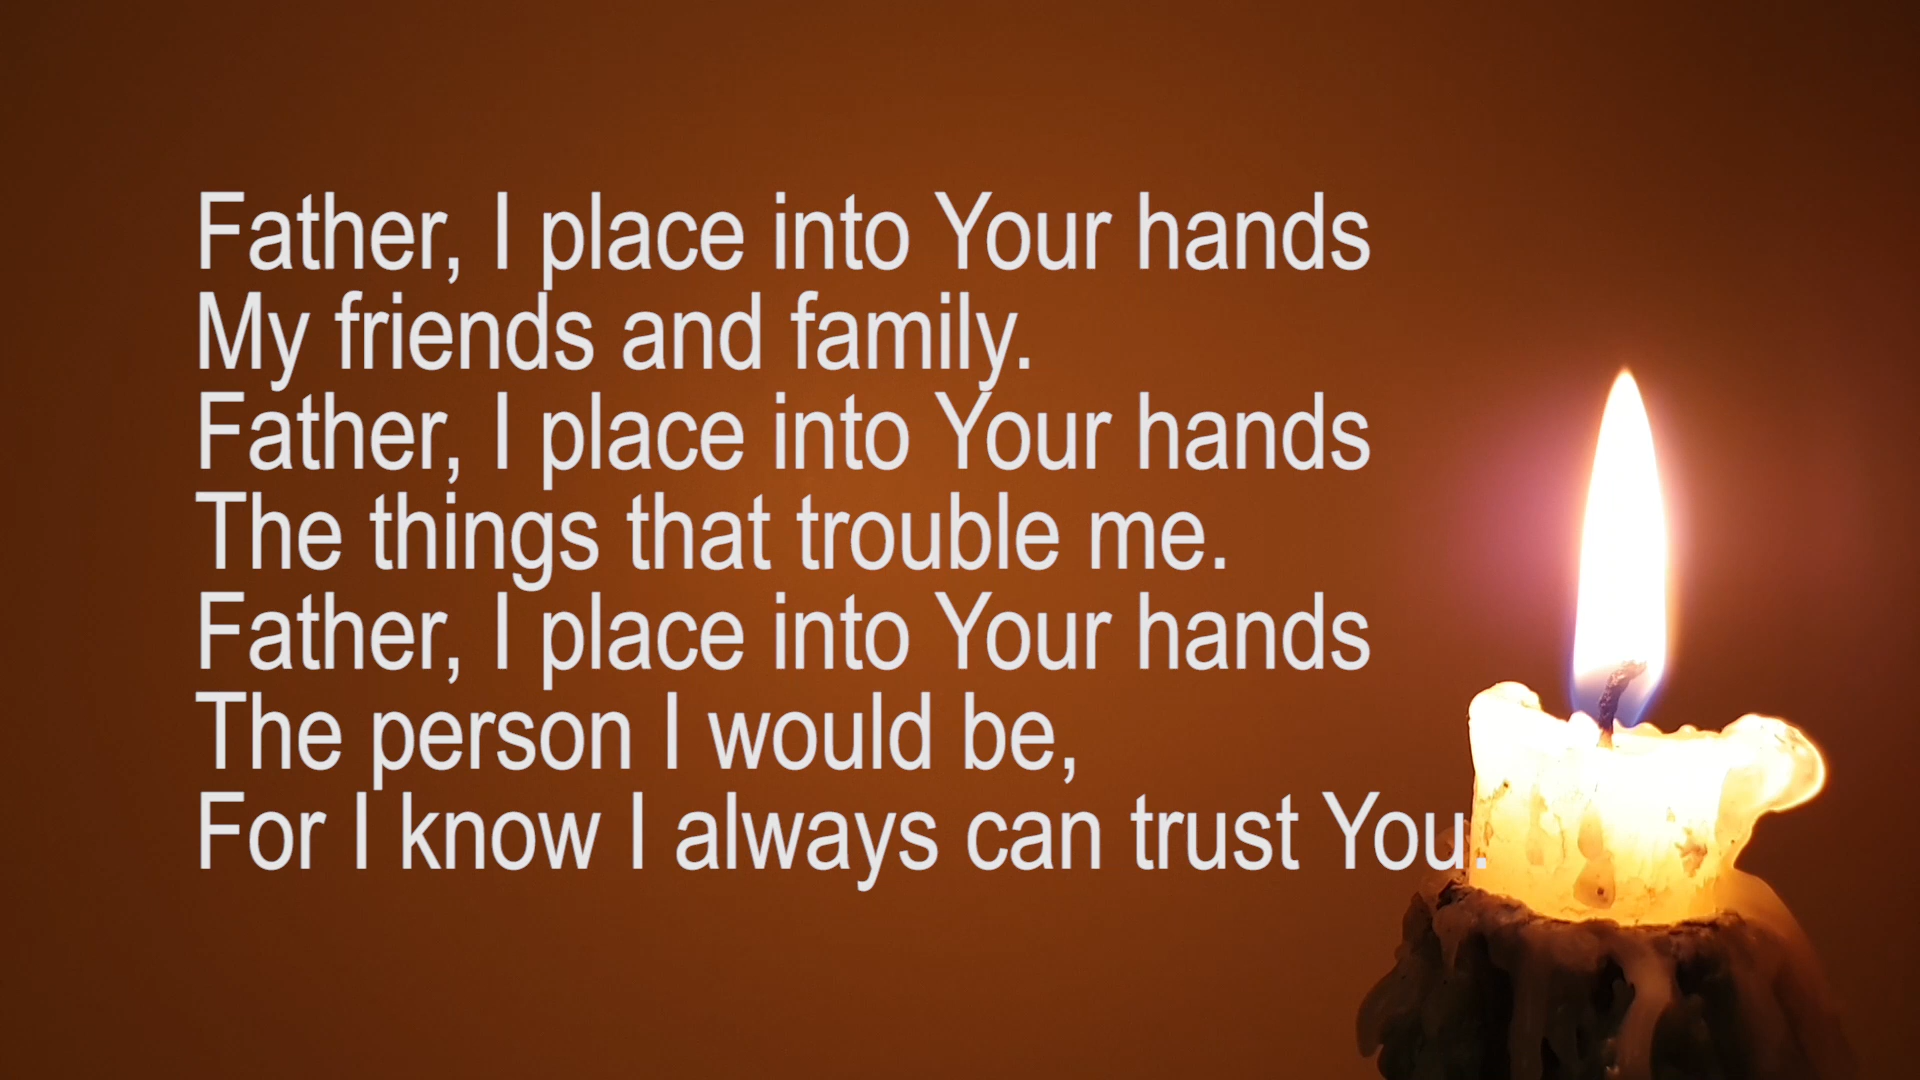 Father, I place into Your hands
My friends and family.
Father, I place into Your hands
The things that trouble me.
Father, I place into Your hands
The person I would be,
For I know I always can trust You.